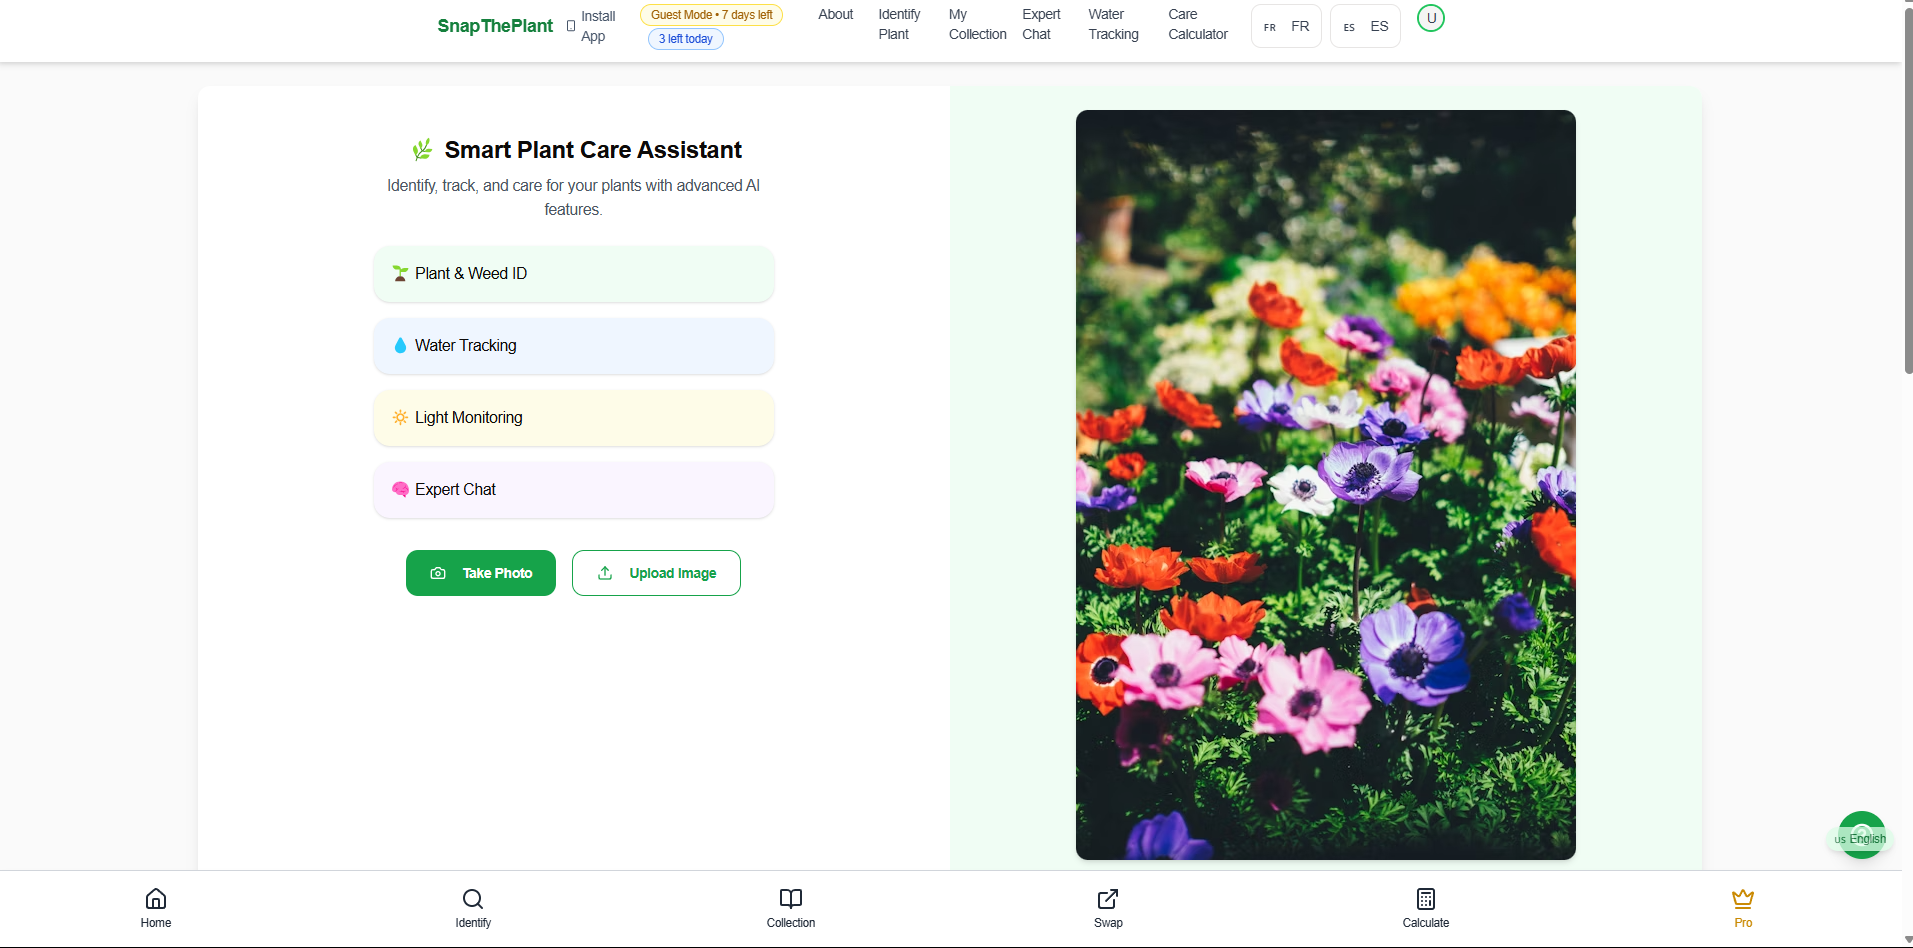 SnapThePlant
Install
App
Guest Mode • 7 days left
3 left today
About
Identify
Plant
My
Collection
Expert
Chat
Water
Tracking
Care
Calculator
FR FR
ES ES
U
Smart Plant Care Assistant
Identify, track, and care for your plants with advanced AI
features.
Plant & Weed ID
Water Tracking
Light Monitoring
Expert Chat
Take Photo
Upload Image
US English
Home
Identify
Collection
Swap
Calculate
Pro